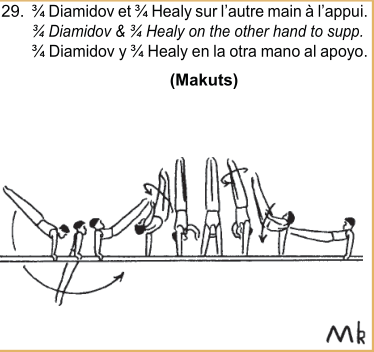 29. ¾ Diamidov et ¾ Healy sur l'autre main à l'appui.
¾ Diamidov & ¾ Healy on the other hand to supp.
¾ Diamidov y ¾ Healy en la otra mano al apoyo.
(Makuts)
Mk